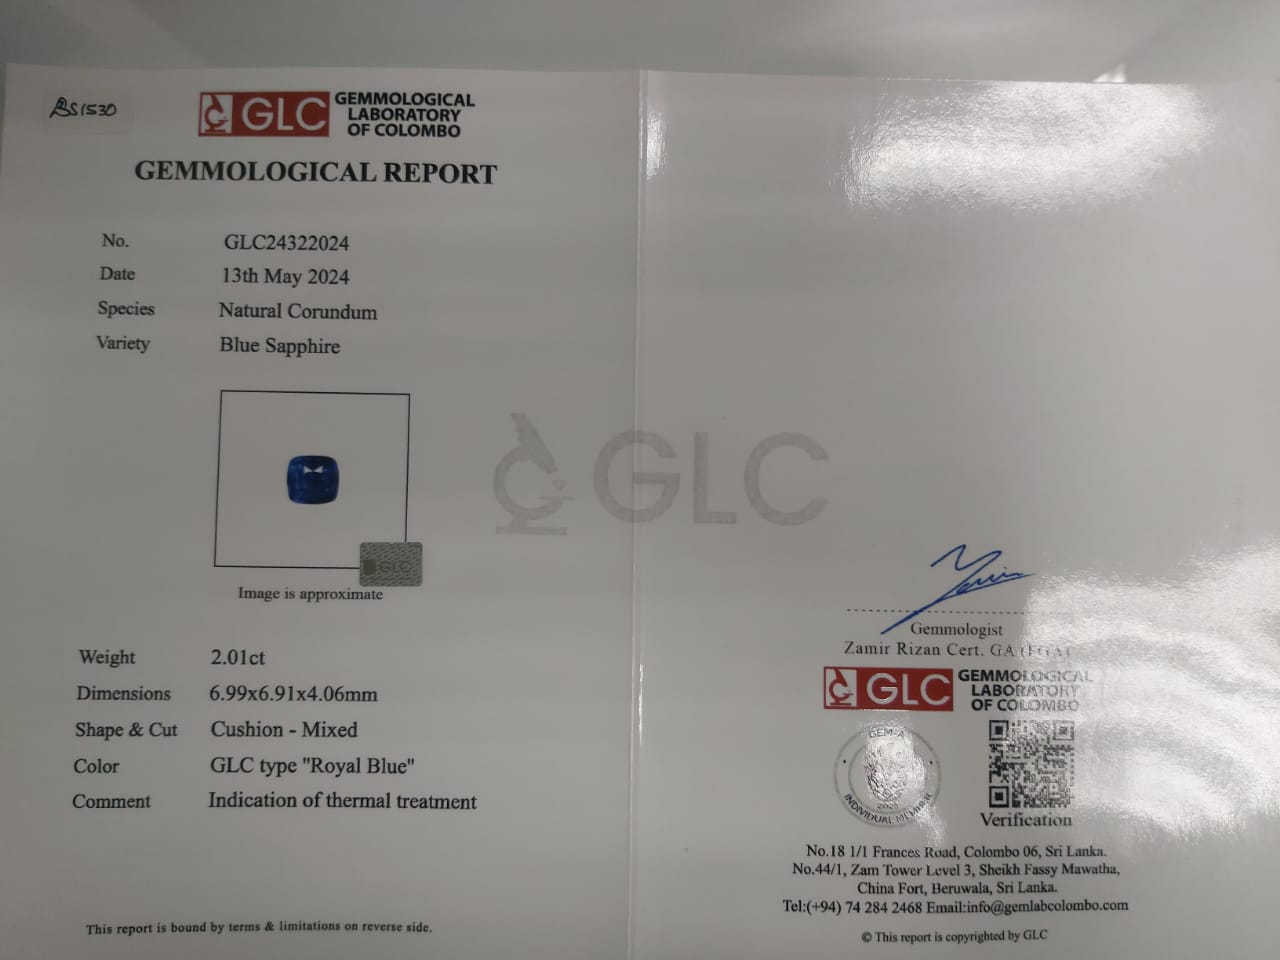 BS1530
GLC GEMMOLOGICAL
LABORATORY
OF COLOMBO
GEMMOLOGICAL REPORT
No. GLC24322024
Date 13th May 2024
Species Natural Corundum
Variety Blue Sapphire
GLC
Image is approximate
Weight 2.01ct
Dimensions 6.99x6.91x4.06mm
Shape & Cut Cushion - Mixed
Color GLC type "Royal Blue"
Comment Indication of thermal treatment
This report is bound by terms & limitations on reverse side.
GLC
Gemmologist
Zamir Rizan Cert. GA
GLC GEMMOLOGICAL
LABORATORY
OF COLOMBO
GEM-A
INDIVIDUAL MEMBER
Verification
No.18 1/1 Frances Road, Colombo 06, Sri Lanka.
No.44/1, Zam Tower Level 3, Sheikh Fassy Mawatha,
China Fort, Beruwala, Sri Lanka.
Tel:(+94) 74 284 2468 Email:info@gemlabcolombo.com
© This report is copyrighted by GLC